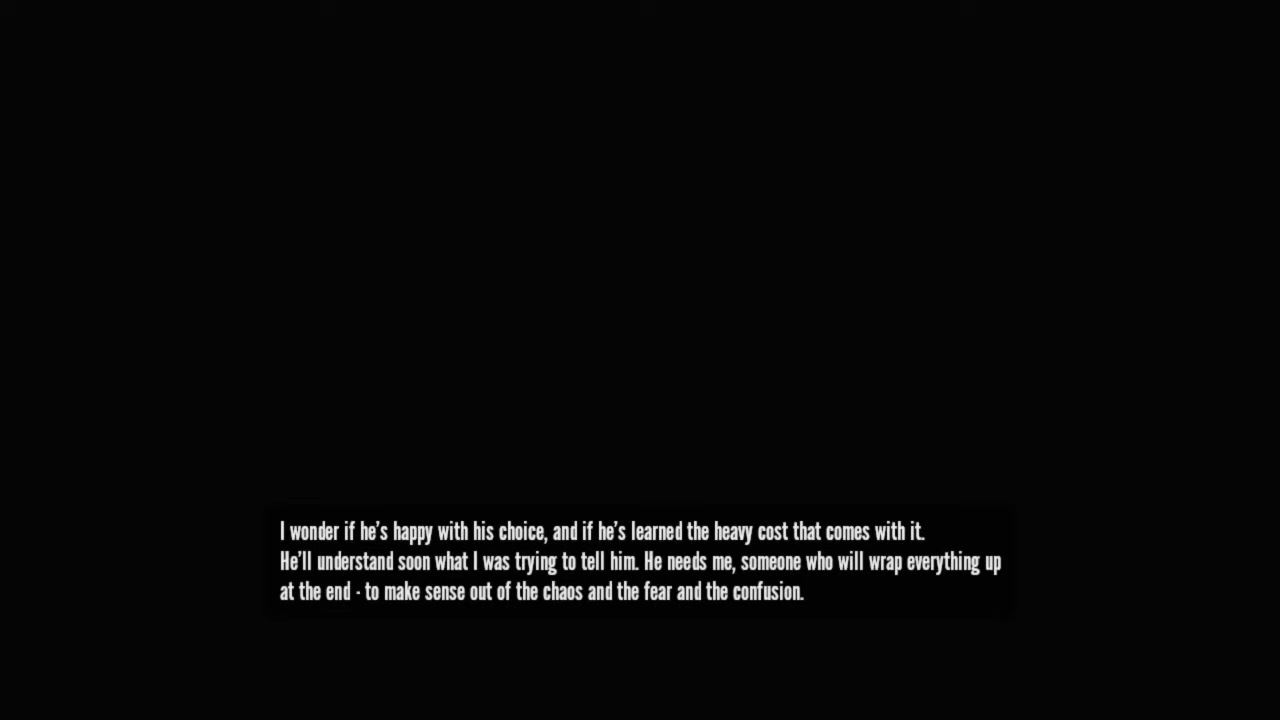 I wonder if he's happy with his choice, and if he's learned the heavy cost that comes with it.
He'll understand soon what I was trying to tell him. He needs me, someone who will wrap everything up
at the end - to make sense out of the chaos and the fear and the confusion.